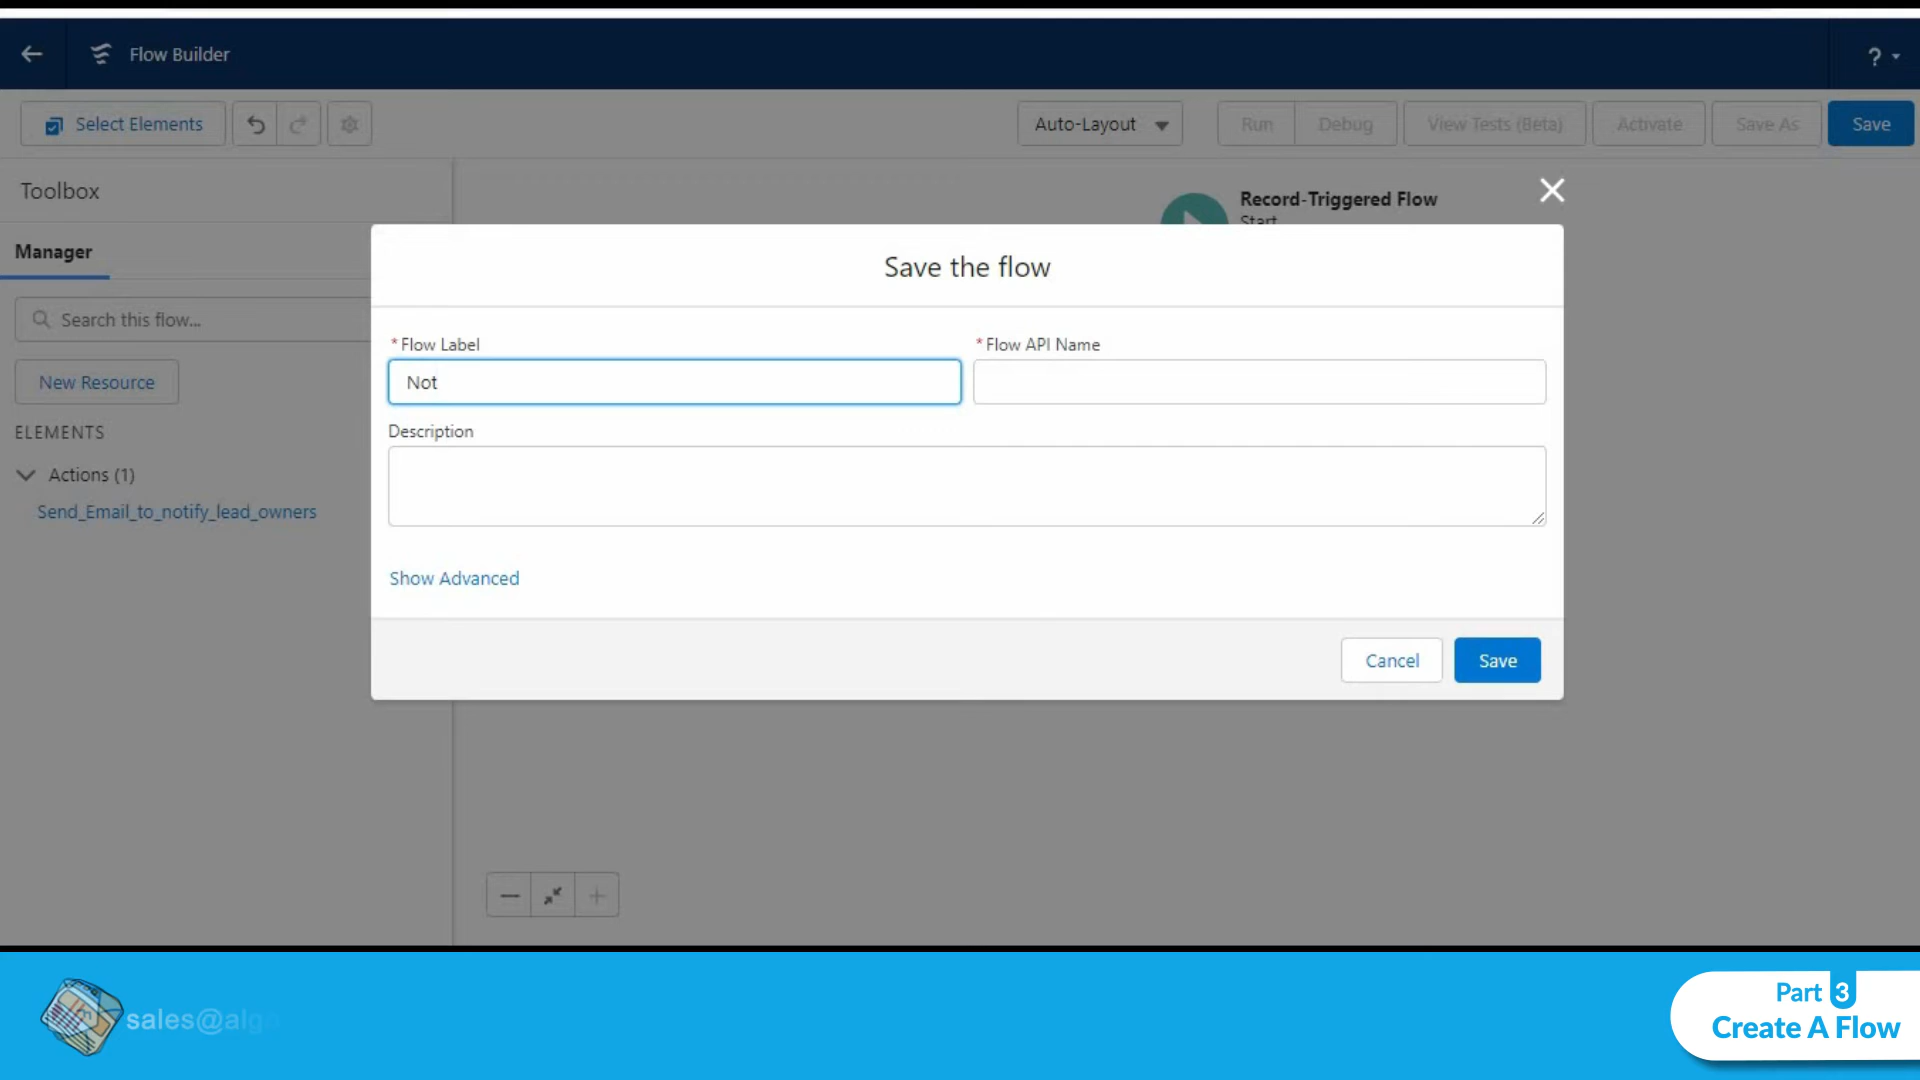 Flow Builder
?
Select Elements
Auto-Layout
Run
Debug
View Tests (Beta)
Activate
Save As
Save
Toolbox
Record-Triggered Flow
Start
Manager
Save the flow
Search this flow...
*Flow Label
*Flow API Name
Not
New Resource
Description
ELEMENTS
Actions (1)
Send_Email_to_notify_lead_owners
Show Advanced
Cancel
Save
sales@algo
Part 3
Create A Flow